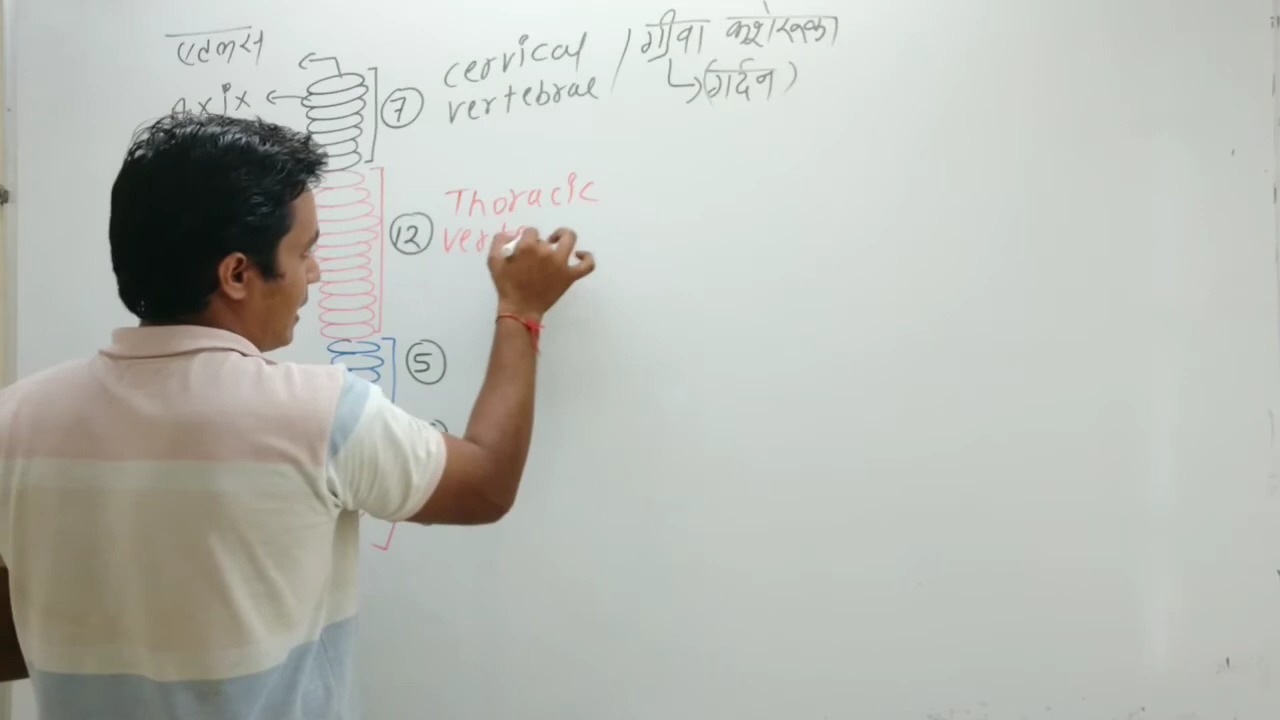 एटलस
Axix
7
cervical / ग्रीवा कशेरूका
vertebrae
(गर्दन)
Thoracic
12
5